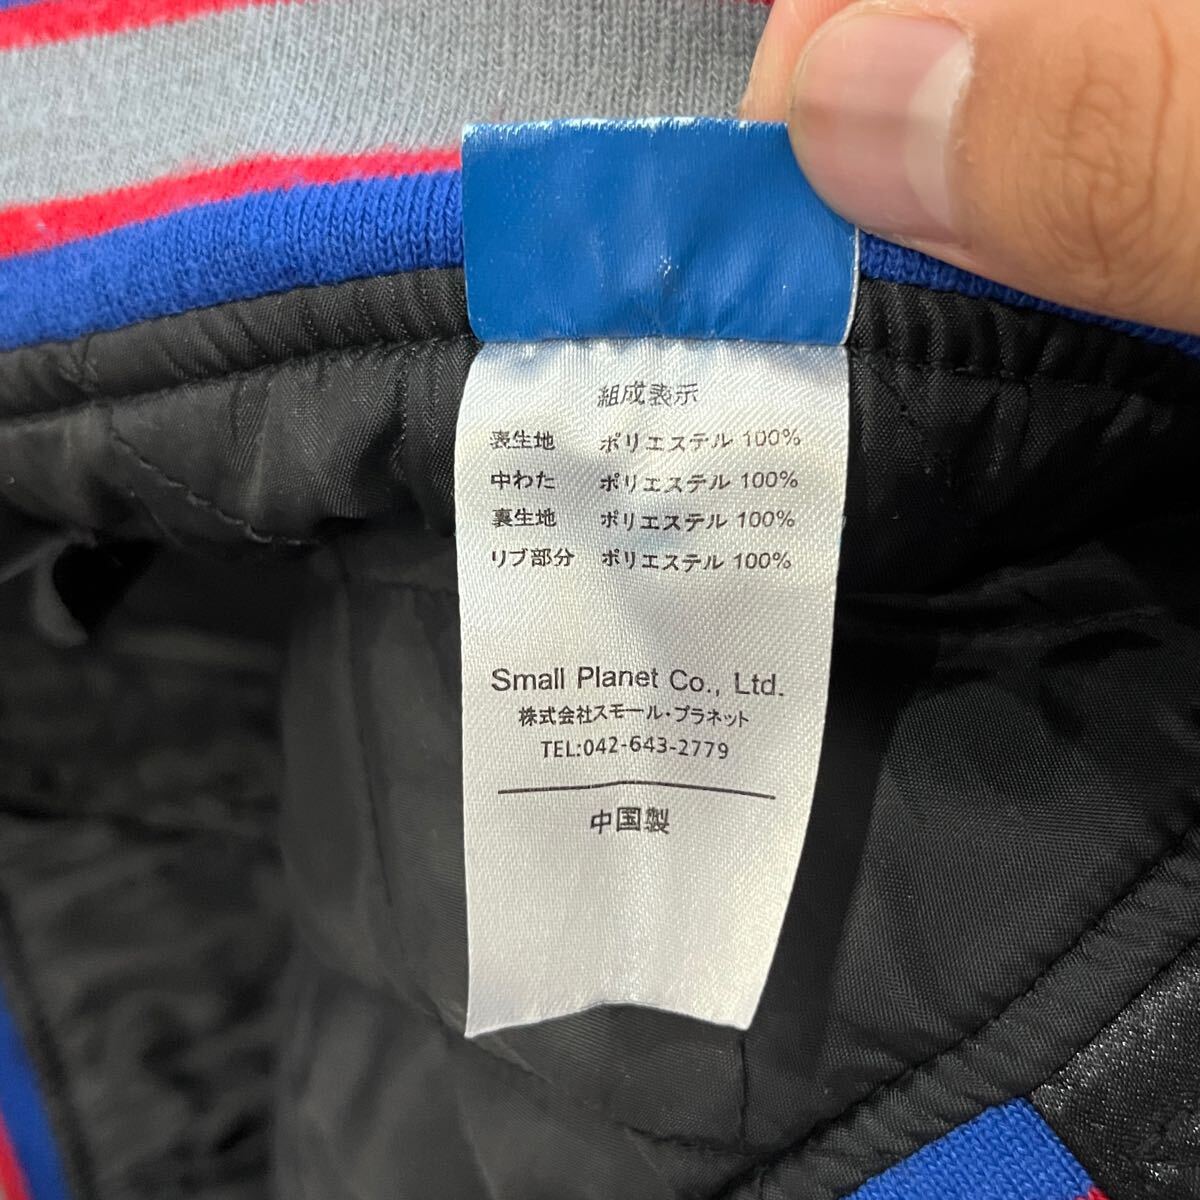 組成表示
表生地 ポリエステル 100%
中わた ポリエステル 100%
裏生地 ポリエステル 100%
リブ部分 ポリエステル 100%
Small Planet Co., Ltd.
株式会社スモール・プラネット
TEL:042-643-2779
中国製